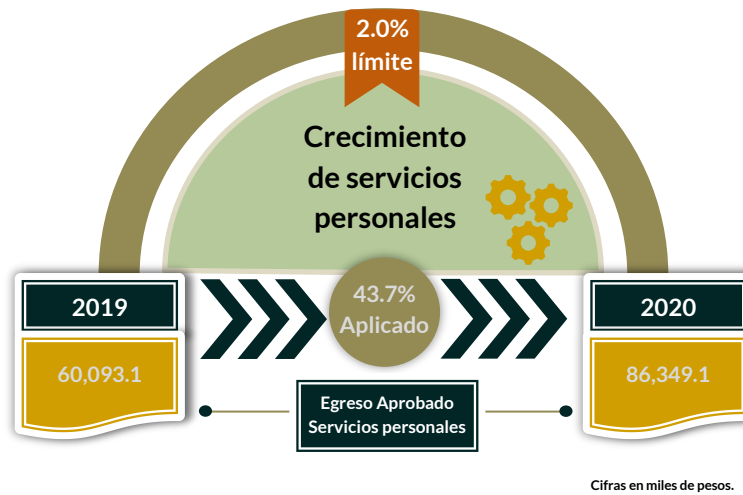 2.0%
límite
Crecimiento
de servicios
personales
2019
43.7%
Aplicado
2020
60,093.1
86,349.1
Egreso Aprobado
Servicios personales
Cifras en miles de pesos.